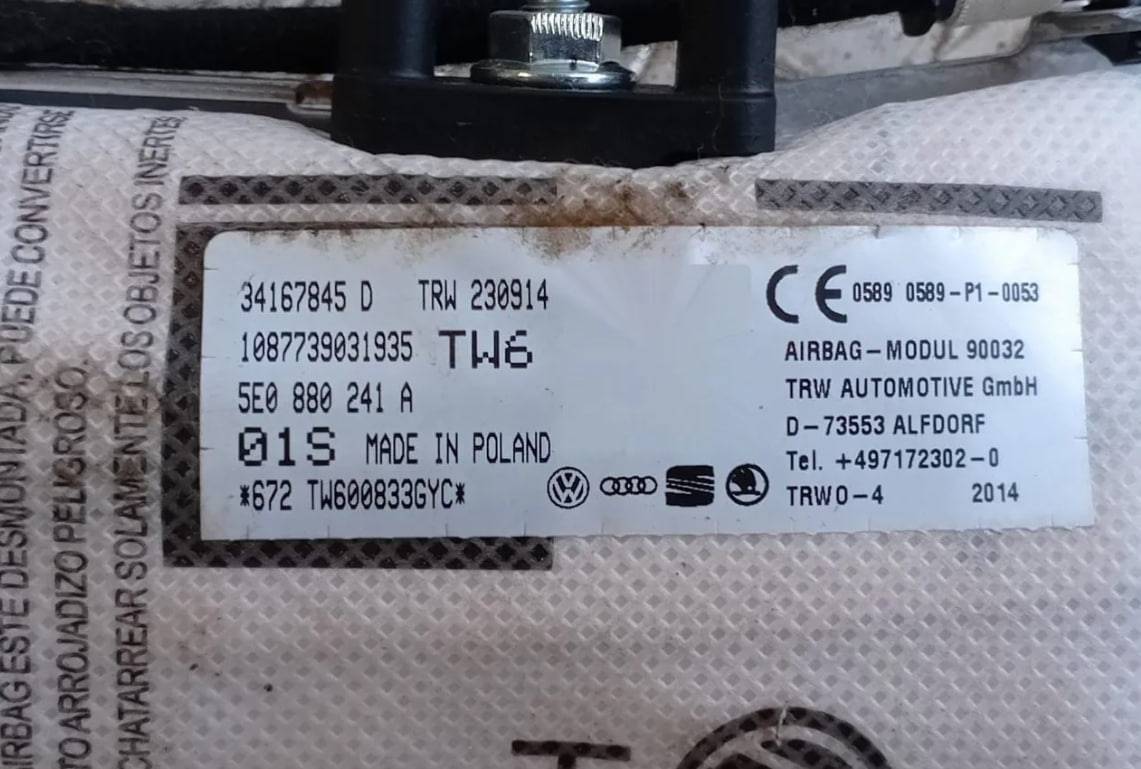 34167845 D TRW 230914
1087739031935 TW6
5E0 880 241 A
01S MADE IN POLAND
*672 TW600833GYC*
CE 0589 0589-P1-0053
AIRBAG-MODUL 90032
TRW AUTOMOTIVE GmbH
D-73553 ALFDORF
Tel. +497172302-0
TRWO-4 2014
AIRBAG ESTE DESMONTADA, PUEDE CONVERTIRSE
TO ARROJADIZO PELIGROSO.
CHATARREAR SOLAMENTE LOS OBJETOS INERTES